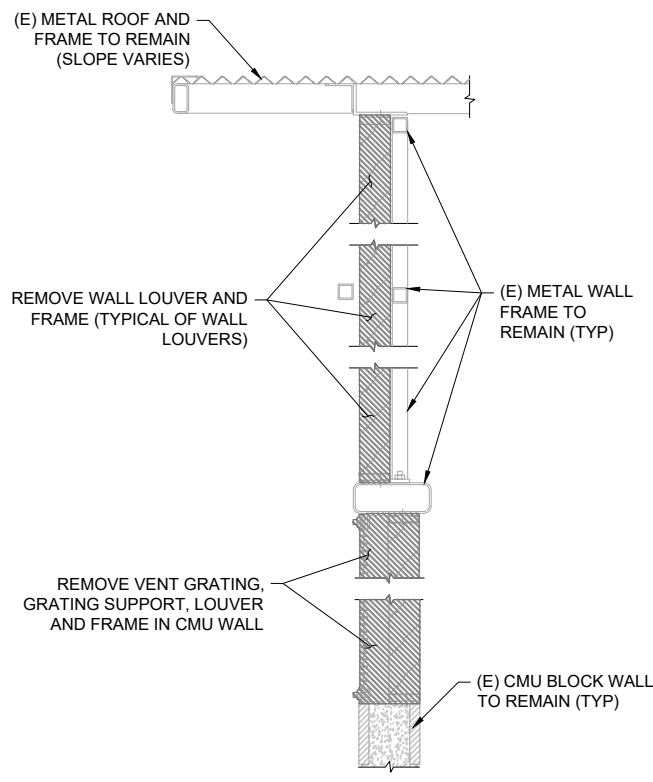 (E) METAL ROOF AND
FRAME TO REMAIN
(SLOPE VARIES)
REMOVE WALL LOUVER AND
FRAME (TYPICAL OF WALL
LOUVERS)
(E) METAL WALL
FRAME TO
REMAIN (TYP)
REMOVE VENT GRATING,
GRATING SUPPORT, LOUVER
AND FRAME IN CMU WALL
(E) CMU BLOCK WALL
TO REMAIN (TYP)